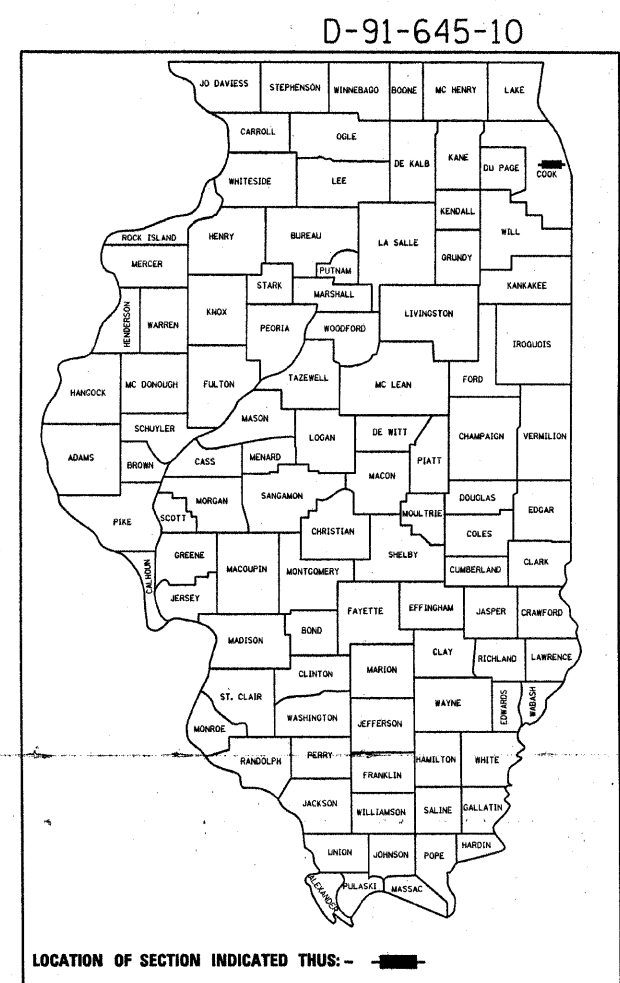 D-91-645-10
JO DAVIESS
STEPHENSON
WINNEBAGO
BOONE
MC HENRY
LAKE
CARROLL
OGLE
DE KALB
KANE
DU PAGE
COOK
WHITESIDE
LEE
KENDALL
WILL
ROCK ISLAND
HENRY
BUREAU
LA SALLE
GRUNDY
MERCER
PUTNAM
STARK
MARSHALL
KANKAKEE
HENDERSON
WARREN
KNOX
PEORIA
WOODFORD
LIVINGSTON
IROQUOIS
HANCOCK
MC DONOUGH
FULTON
TAZEWELL
MC LEAN
FORD
MASON
SCHUYLER
LOGAN
DE WITT
CHAMPAIGN
VERMILION
ADAMS
BROWN
CASS
MENARD
PIATT
MACON
MORGAN
SANGAMON
DOUGLAS
EDGAR
PIKE
SCOTT
CHRISTIAN
MOULTRIE
COLES
GREENE
MACOUPIN
MONTGOMERY
SHELBY
CUMBERLAND
CLARK
CALHOUN
JERSEY
FAYETTE
EFFINGHAM
JASPER
CRAWFORD
MADISON
BOND
CLAY
RICHLAND
LAWRENCE
CLINTON
MARION
ST. CLAIR
WAYNE
EDWARDS
WABASH
WASHINGTON
JEFFERSON
MONROE
RANDOLPH
PERRY
HAMILTON
WHITE
FRANKLIN
JACKSON
WILLIAMSON
SALINE
GALLATIN
UNION
JOHNSON
POPE
HARDIN
ALEXANDER
PULASKI
MASSAC
LOCATION OF SECTION INDICATED THUS: -